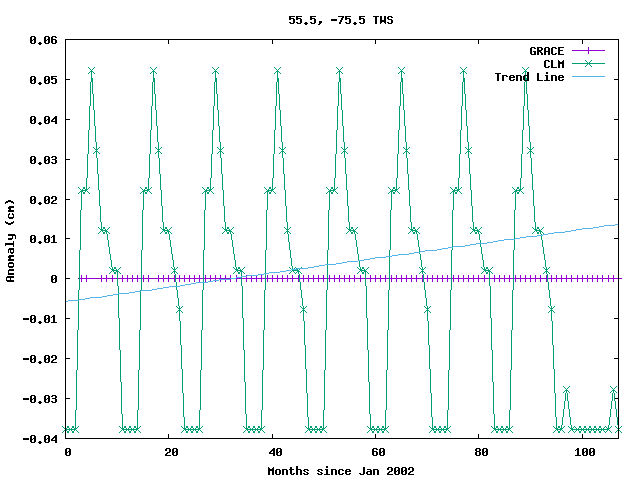 55.5, -75.5 TWS
GRACE
CLM
Trend Line
0.06
0.05
0.04
0.03
0.02
0.01
0
-0.01
-0.02
-0.03
-0.04
Anomaly (cm)
0 20 40 60 80 100
Months since Jan 2002